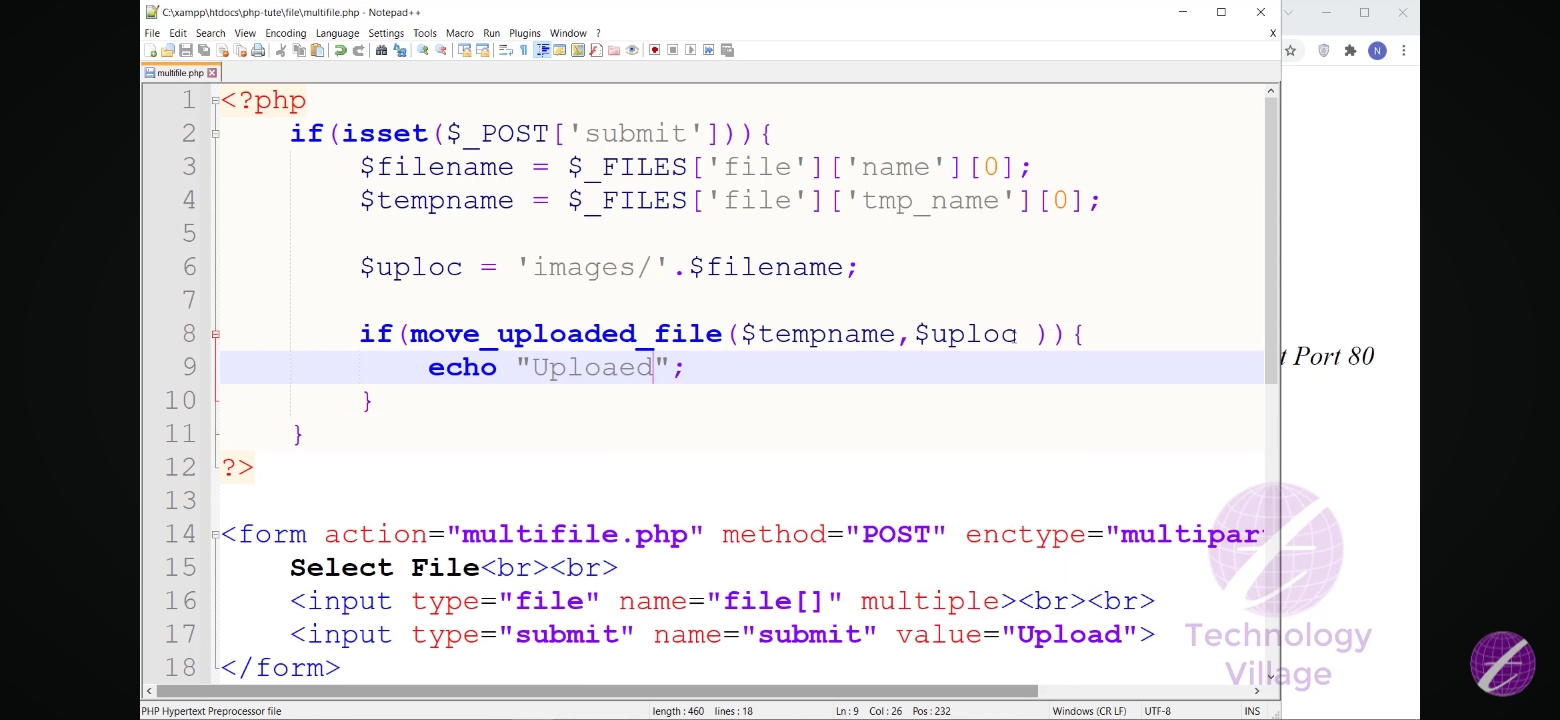 C:\xampp\htdocs\php-tute\file\multifile.php - Notepad++
File Edit Search View Encoding Language Settings Tools Macro Run Plugins Window ? X
multifile.php
N
1 <?php
2 if(isset($_POST['submit'])){
3 $filename = $_FILES['file']['name'][0];
4 $tempname = $_FILES['file']['tmp_name'][0];
5
6 $uploc = 'images/'.$filename;
7
8 if(move_uploaded_file($tempname,$uploc )){
9 echo "Uploaed";
10 }
11 }
12 ?>
13
14 <form action="multifile.php" method="POST" enctype="multipar
15 Select File<br><br>
16 <input type="file" name="file[]" multiple><br><br>
17 <input type="submit" name="submit" value="Upload">
18 </form>
t Port 80
Technology
Village
PHP Hypertext Preprocessor file length : 460 lines : 18 Ln : 9 Col : 26 Pos : 232 Windows (CR LF) UTF-8 INS